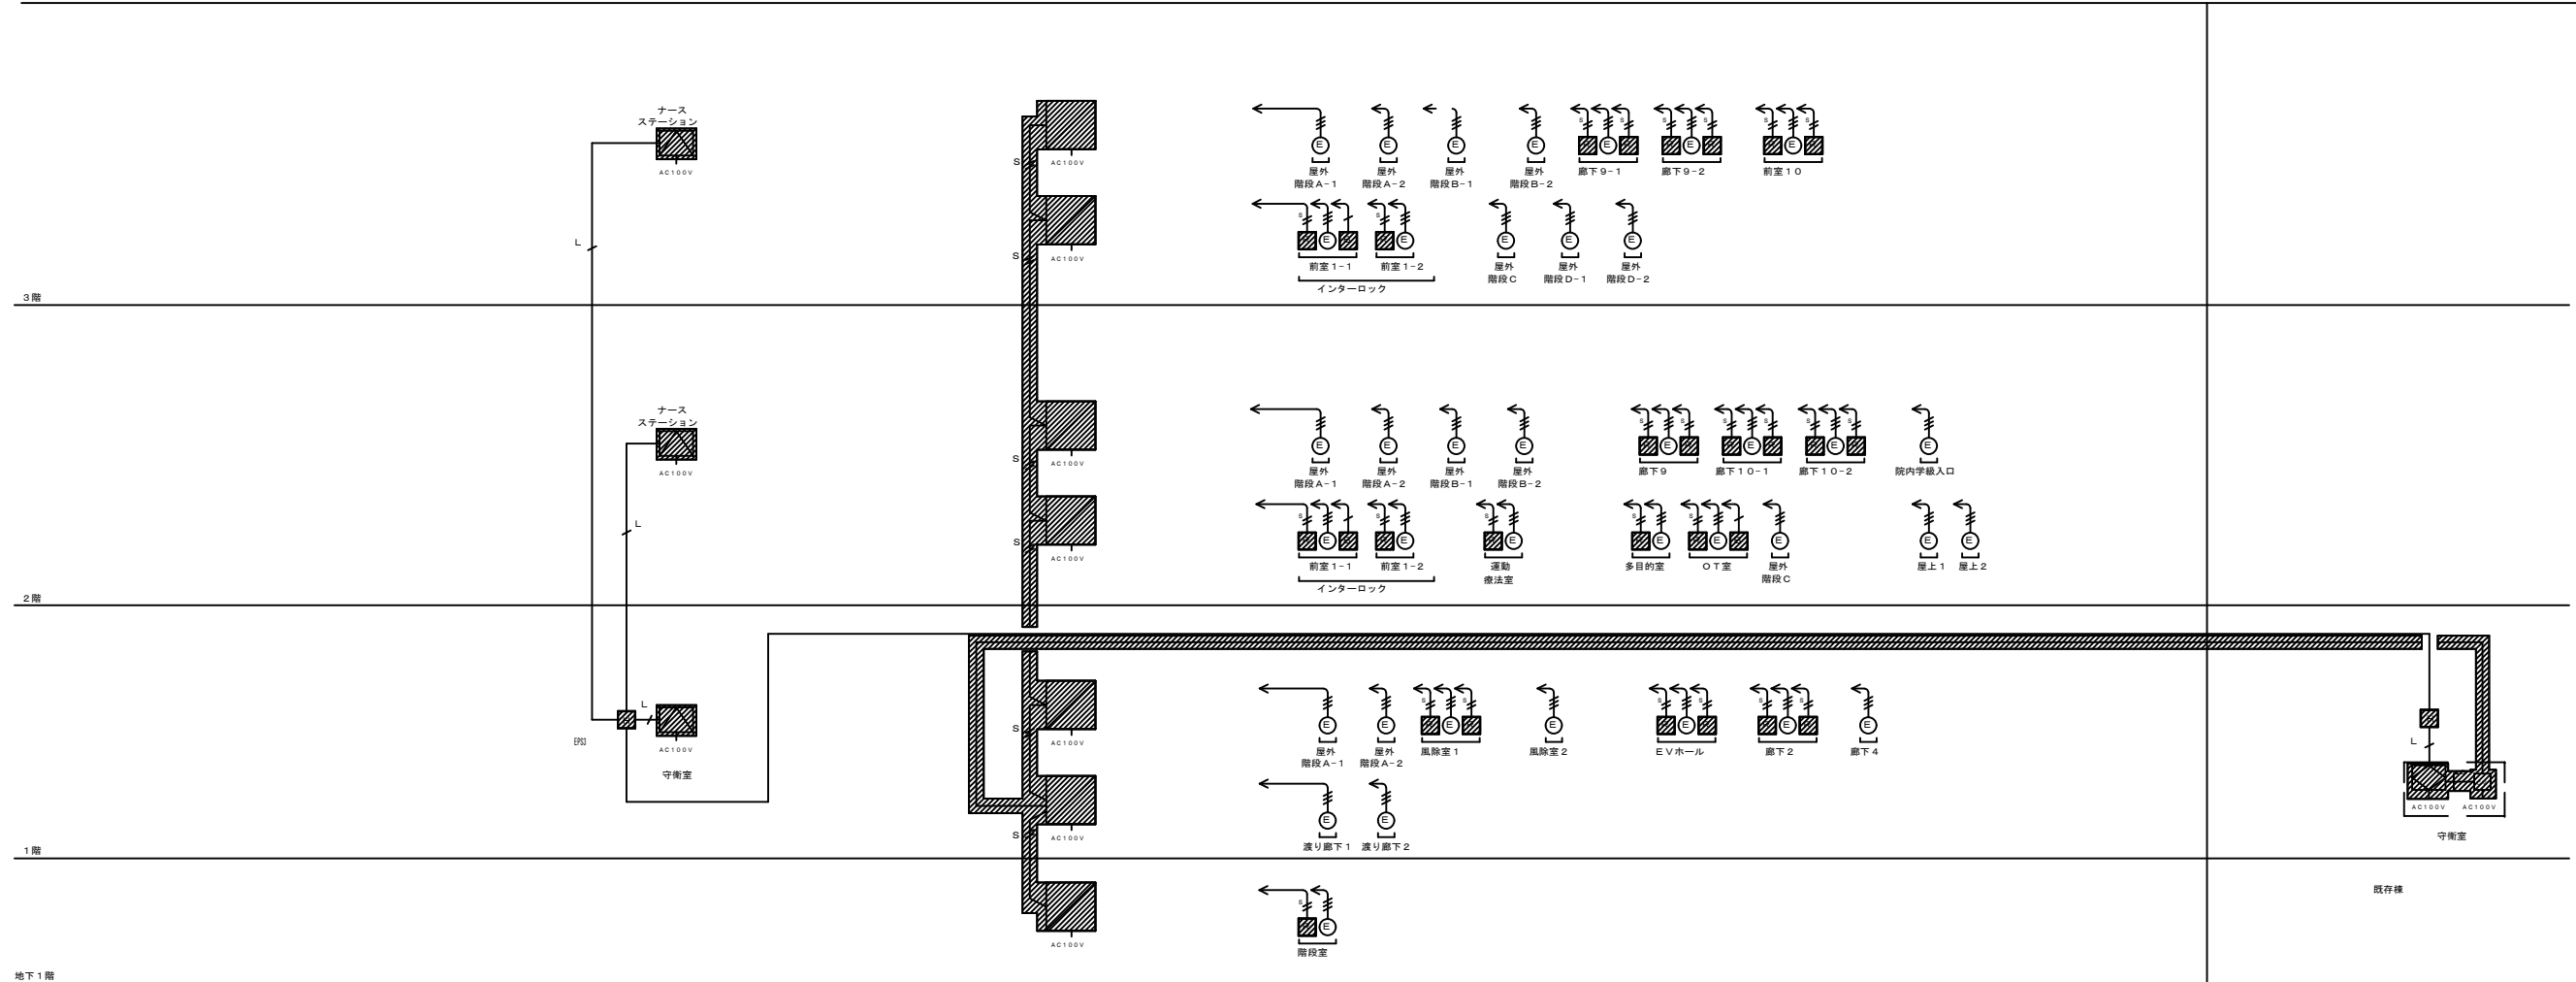 ナース
ステーション
AC100V
S
AC100V
E
E
E
E
S
E
S
S
E
S
S
E
S
屋外
階段A-1
屋外
階段A-2
屋外
階段B-1
屋外
階段B-2
廊下9-1
廊下9-2
前室10
L
S
AC100V
S
E
S
E
E
E
E
前室1-1
前室1-2
インターロック
屋外
階段C
屋外
階段D-1
屋外
階段D-2
3階
ナース
ステーション
AC100V
S
AC100V
E
E
E
E
S
E
S
S
E
S
S
E
S
E
屋外
階段A-1
屋外
階段A-2
屋外
階段B-1
屋外
階段B-2
廊下9
廊下10-1
廊下10-2
院内学級入口
L
S
AC100V
S
E
S
E
S
E
S
E
S
E
E
E
E
前室1-1
前室1-2
インターロック
運動
療法室
多目的室
OT室
屋外
階段C
屋上1
屋上2
2階
L
EPS3
AC100V
守衛室
S
AC100V
E
E
S
E
S
E
S
E
S
S
E
S
E
屋外
階段A-1
屋外
階段A-2
風除室1
風除室2
EVホール
廊下2
廊下4
L
AC100V
AC100V
守衛室
S
AC100V
E
E
渡り廊下1
渡り廊下2
1階
AC100V
S
E
階段室
既存棟
地下1階